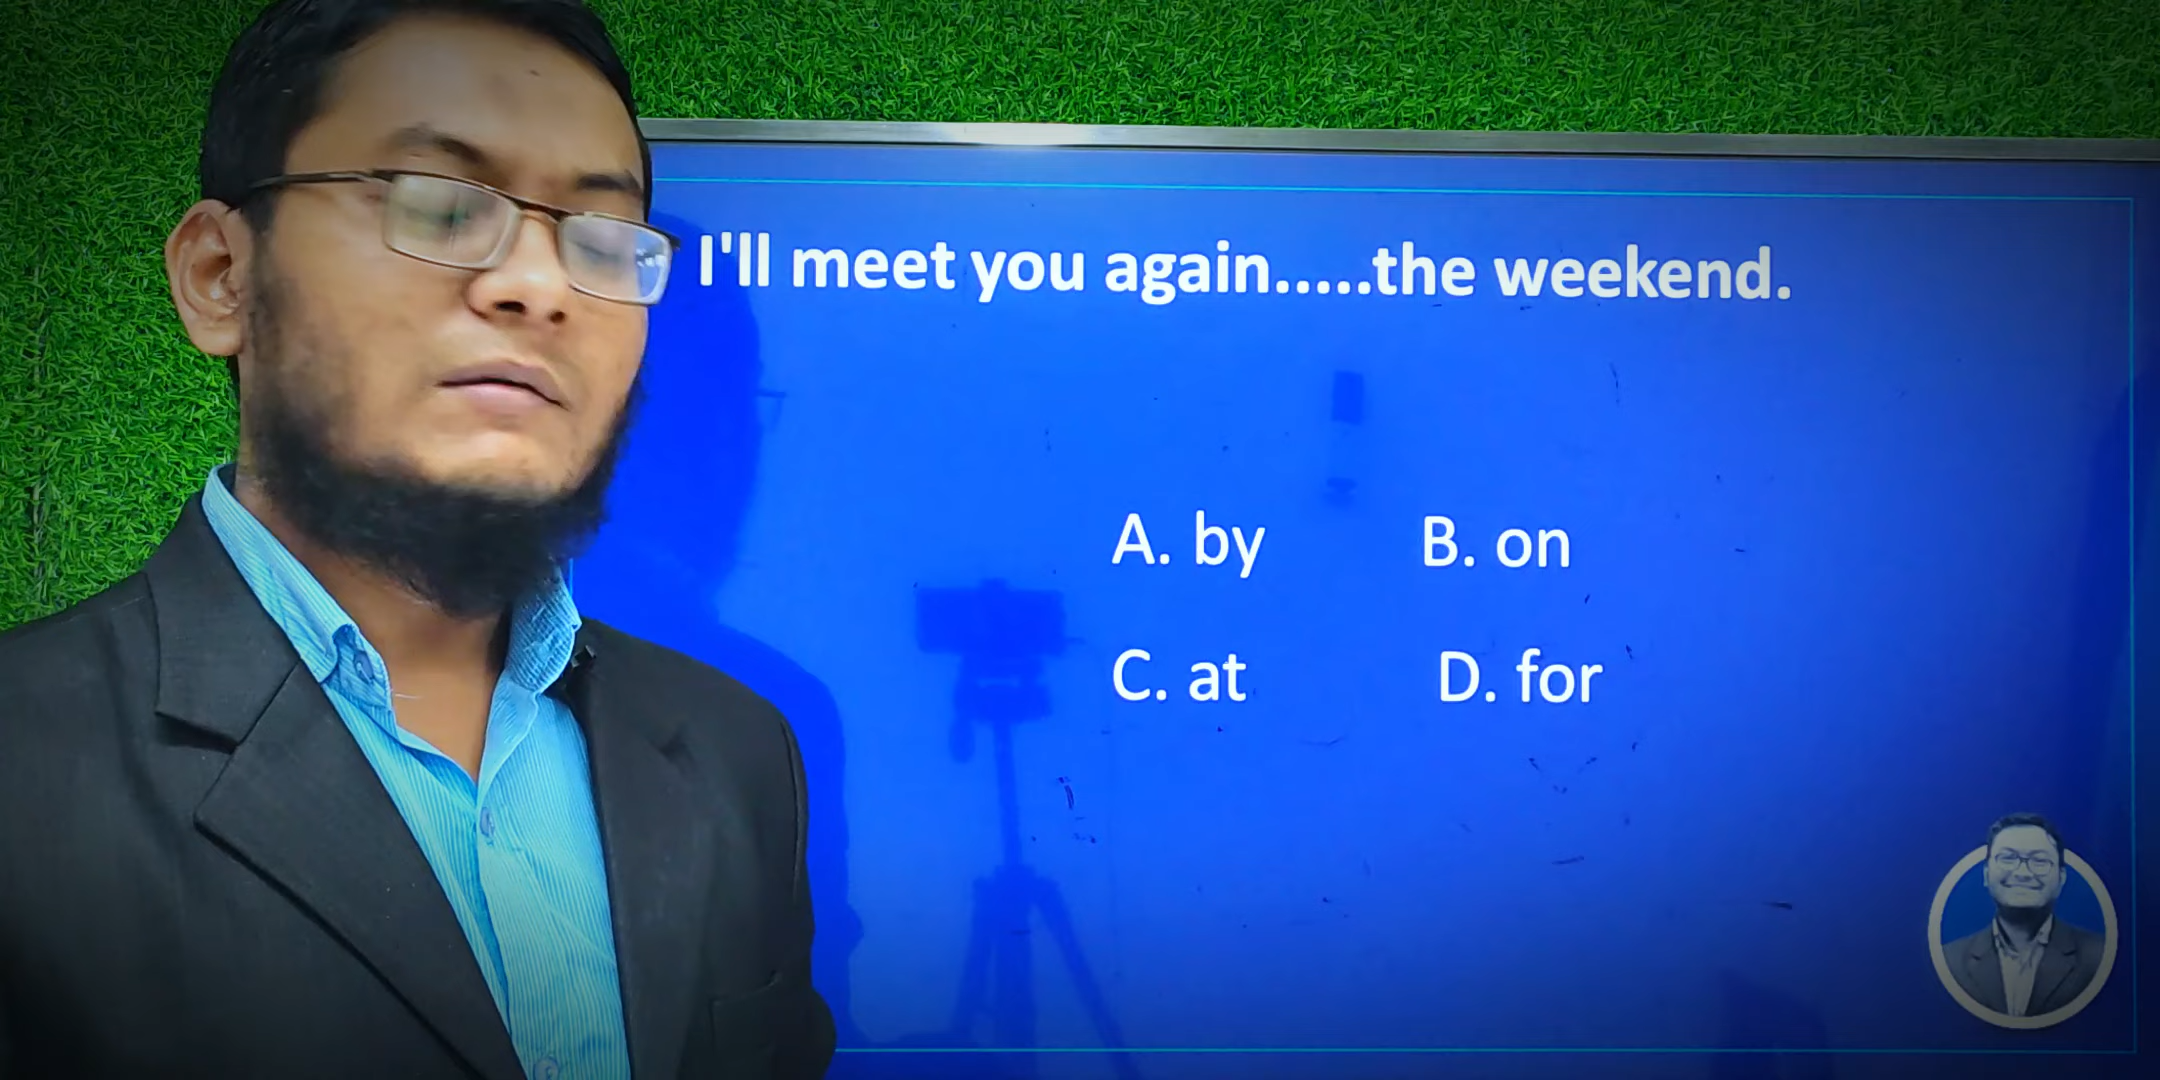 I'll meet you again.....the weekend.
A. by B. on
C. at D. for